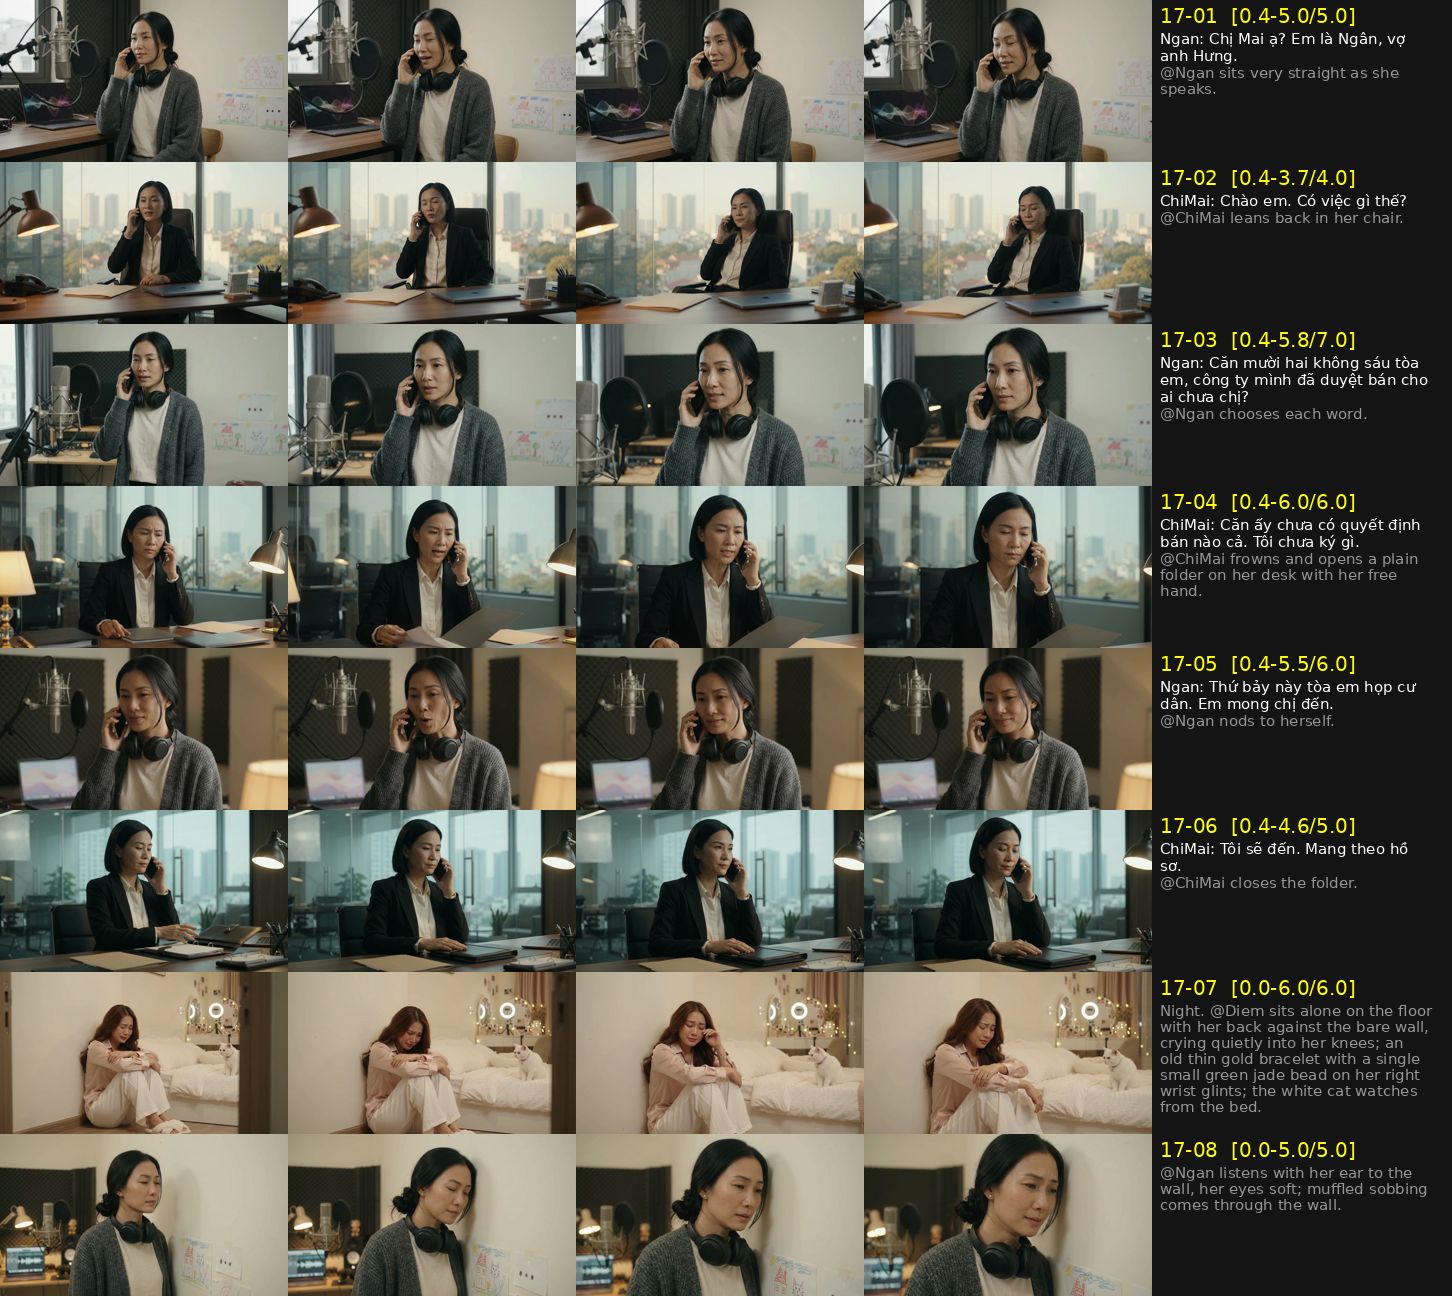 17-01 [0.4-5.0/5.0]
Ngan: Chị Mai ạ? Em là Ngân, vợ
anh Hưng.
@Ngan sits very straight as she
speaks.
17-02 [0.4-3.7/4.0]
ChiMai: Chào em. Có việc gì thế?
@ChiMai leans back in her chair.
17-03 [0.4-5.8/7.0]
Ngan: Căn mười hai không sáu tòa
em, công ty mình đã duyệt bán cho
ai chưa chị?
@Ngan chooses each word.
17-04 [0.4-6.0/6.0]
ChiMai: Căn ấy chưa có quyết định
bán nào cả. Tôi chưa ký gì.
@ChiMai frowns and opens a plain
folder on her desk with her free
hand.
17-05 [0.4-5.5/6.0]
Ngan: Thứ bảy này tòa em họp cư
dân. Em mong chị đến.
@Ngan nods to herself.
17-06 [0.4-4.6/5.0]
ChiMai: Tôi sẽ đến. Mang theo hồ
sơ.
@ChiMai closes the folder.
17-07 [0.0-6.0/6.0]
Night. @Diem sits alone on the floor
with her back against the bare wall,
crying quietly into her knees; an
old thin gold bracelet with a single
small green jade bead on her right
wrist glints; the white cat watches
from the bed.
17-08 [0.0-5.0/5.0]
@Ngan listens with her ear to the
wall, her eyes soft; muffled sobbing
comes through the wall.